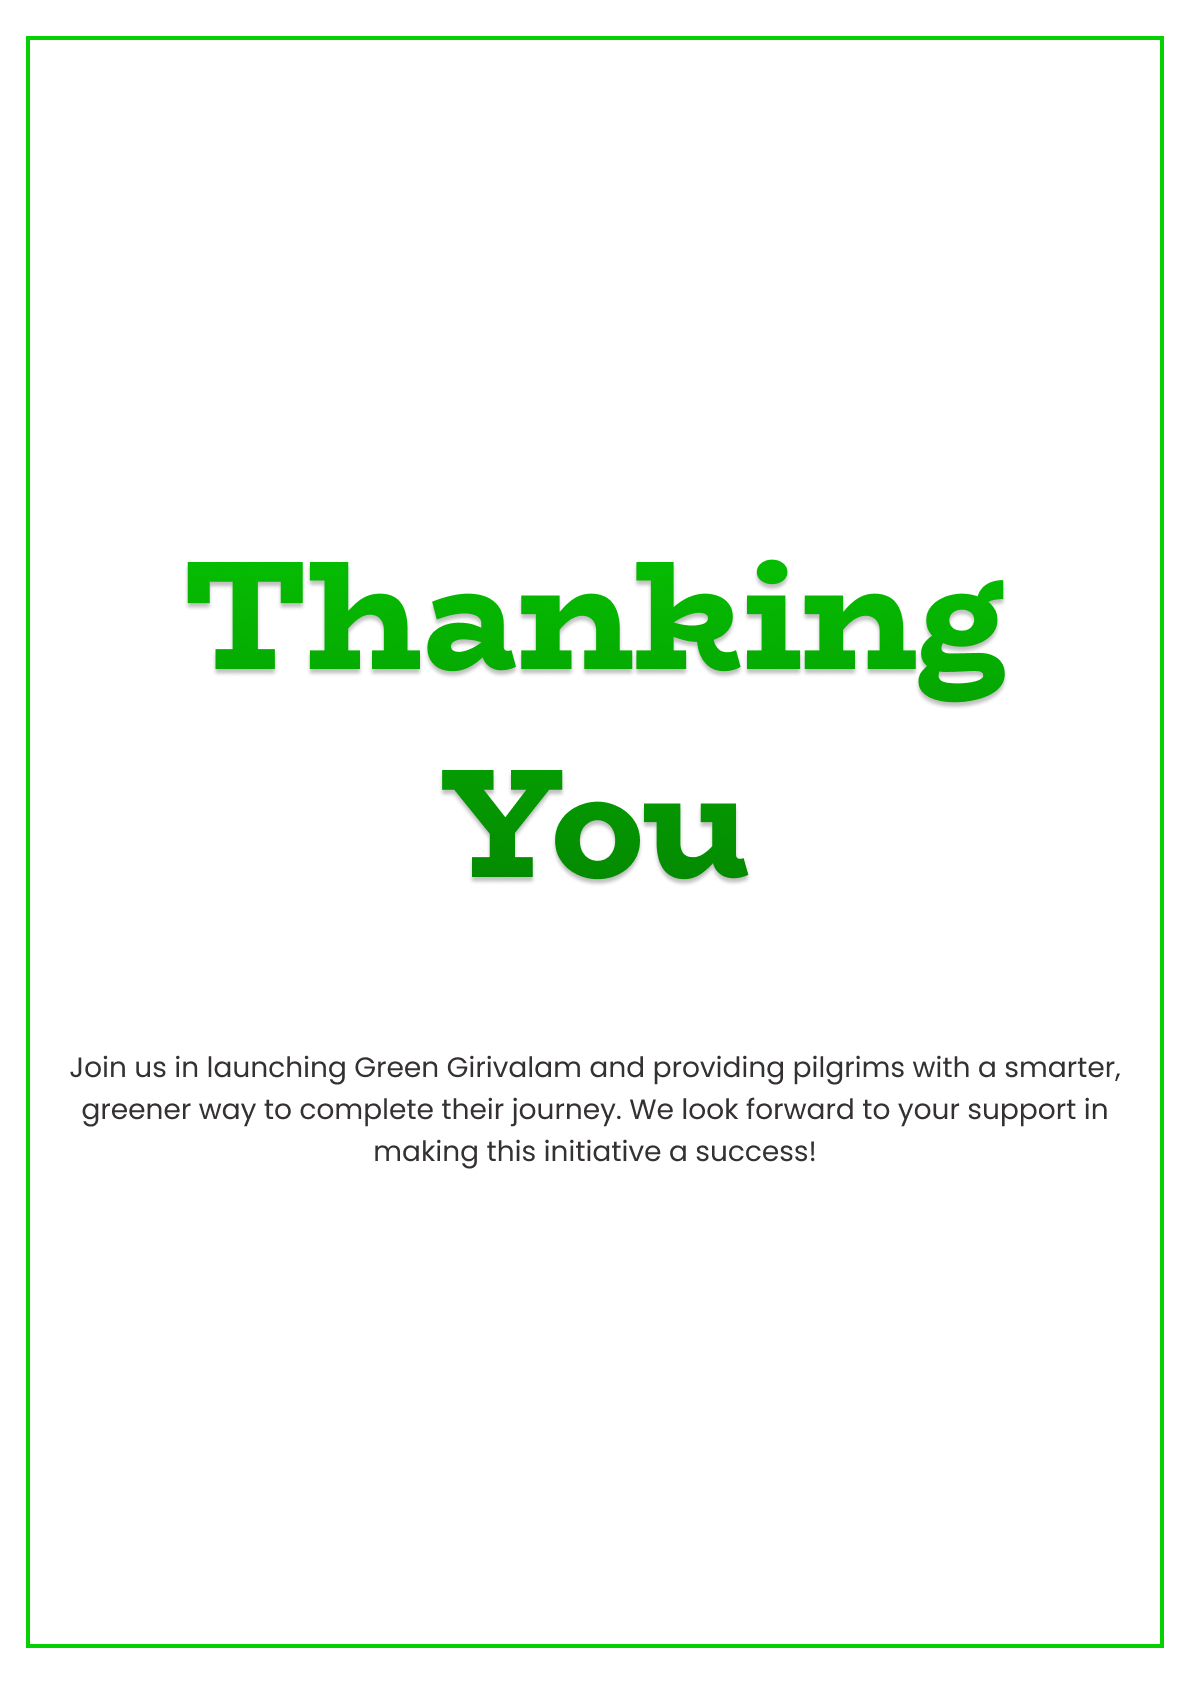 Thanking
You
Join us in launching Green Girivalam and providing pilgrims with a smarter,
greener way to complete their journey. We look forward to your support in
making this initiative a success!